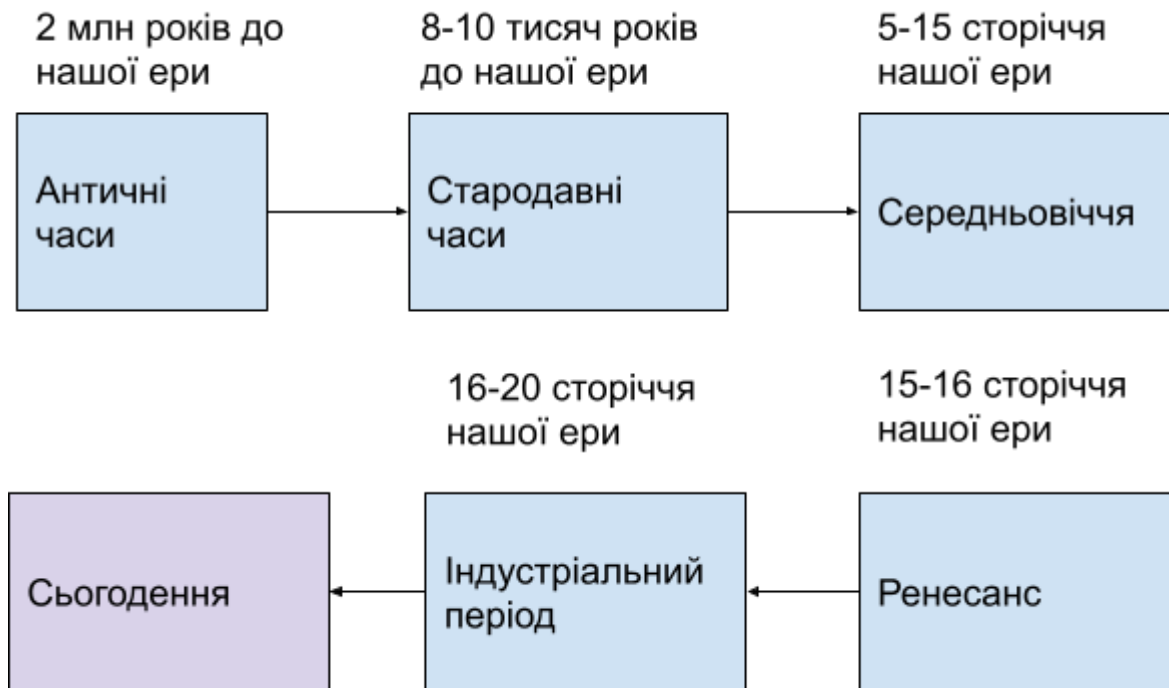 2 млн років до
нашої ери
8-10 тисяч років
до нашої ери
5-15 сторіччя
нашої ери
Античні
часи
Стародавні
часи
Середньовіччя
16-20 сторіччя
нашої ери
15-16 сторіччя
нашої ери
Сьогодення
Індустріальний
період
Ренесанс